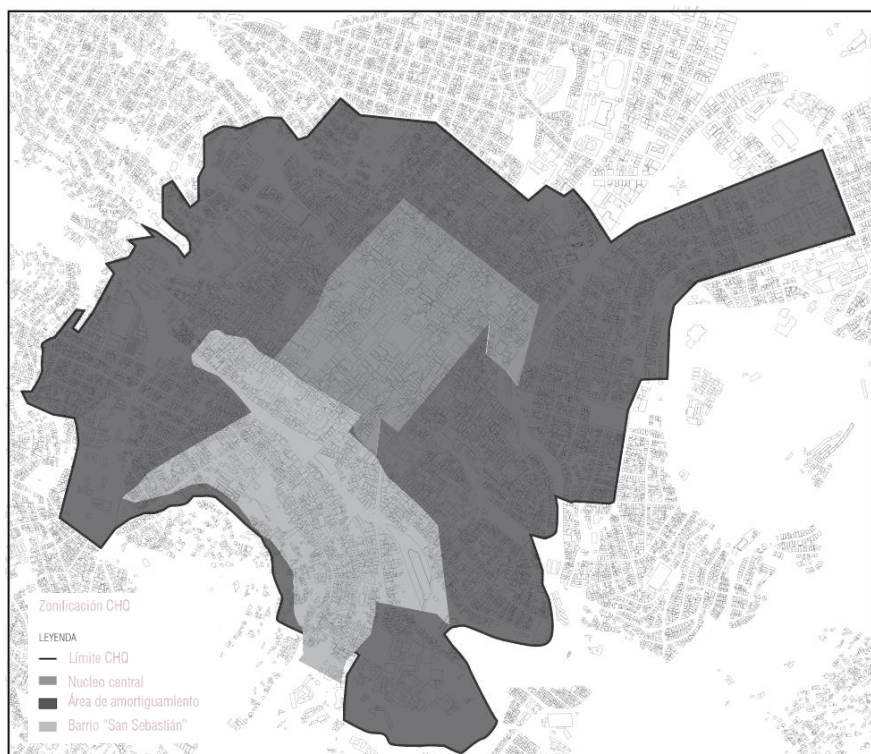 Zonificación CHQ
LEYENDA
Límite CHQ
Nucleo central
Área de amortiguamiento
Barrio "San Sebastián"